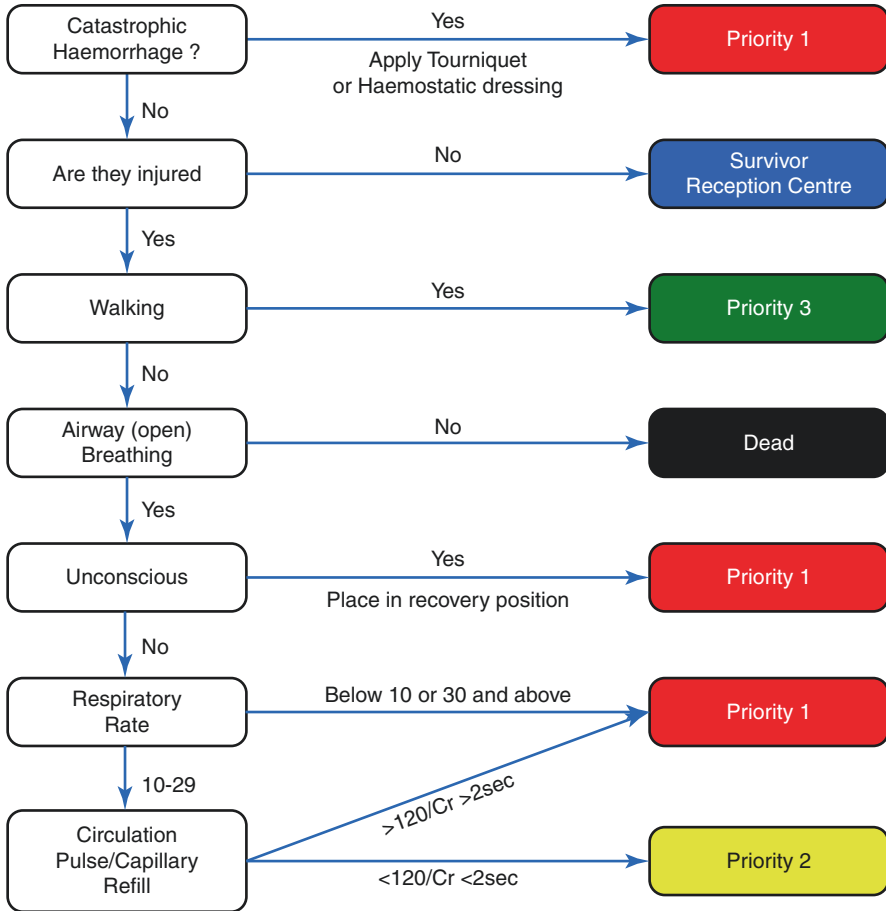 Catastrophic
Haemorrhage ?
Yes
Apply Tourniquet
or Haemostatic dressing
Priority 1
No
Are they injured
No
Survivor
Reception Centre
Yes
Walking
Yes
Priority 3
No
Airway (open)
Breathing
No
Dead
Yes
Unconscious
Yes
Place in recovery position
Priority 1
No
Respiratory
Rate
Below 10 or 30 and above
Priority 1
10-29
>120/Cr >2sec
Circulation
Pulse/Capillary
Refill
<120/Cr <2sec
Priority 2